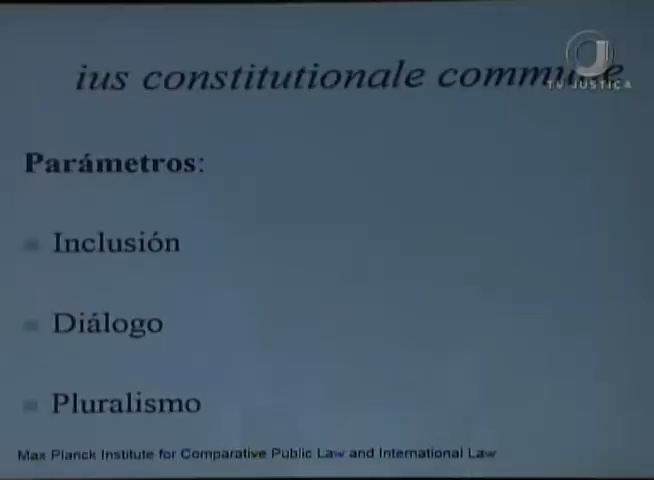 ius constitutionale commune
TV JUSTIÇA
Parámetros:
Inclusión
Diálogo
Pluralismo
Max Planck Institute for Comparative Public Law and International Law